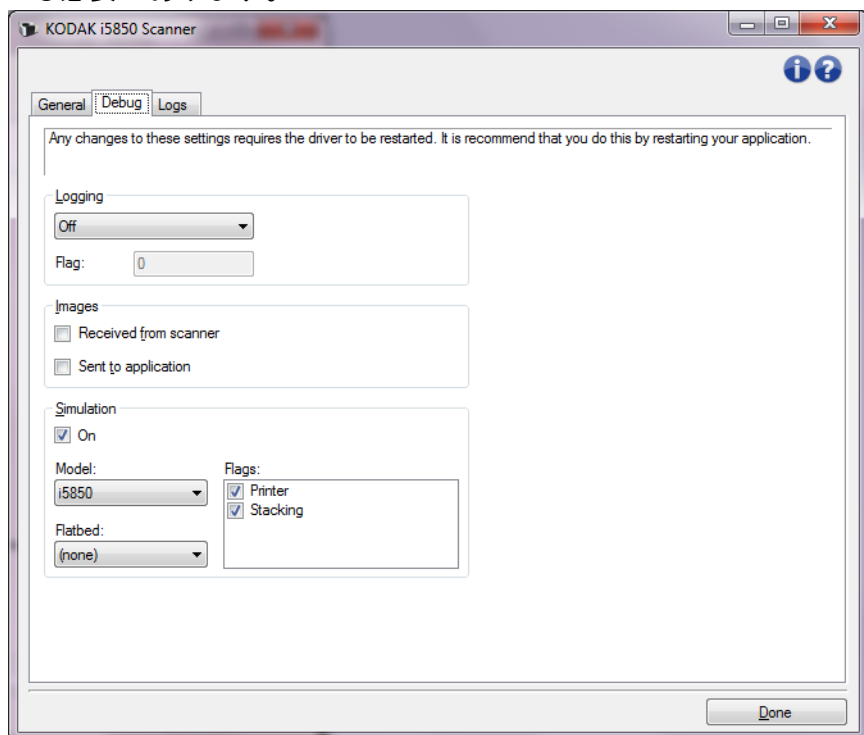 KODAK i5850 Scanner
General Debug Logs
Any changes to these settings requires the driver to be restarted. It is recommend that you do this by restarting your application.
Logging
Off
Flag: 0
Images
Received from scanner
Sent to application
Simulation
On
Model: Flags:
i5850 Printer
Stacking
Flatbed:
(none)
Done